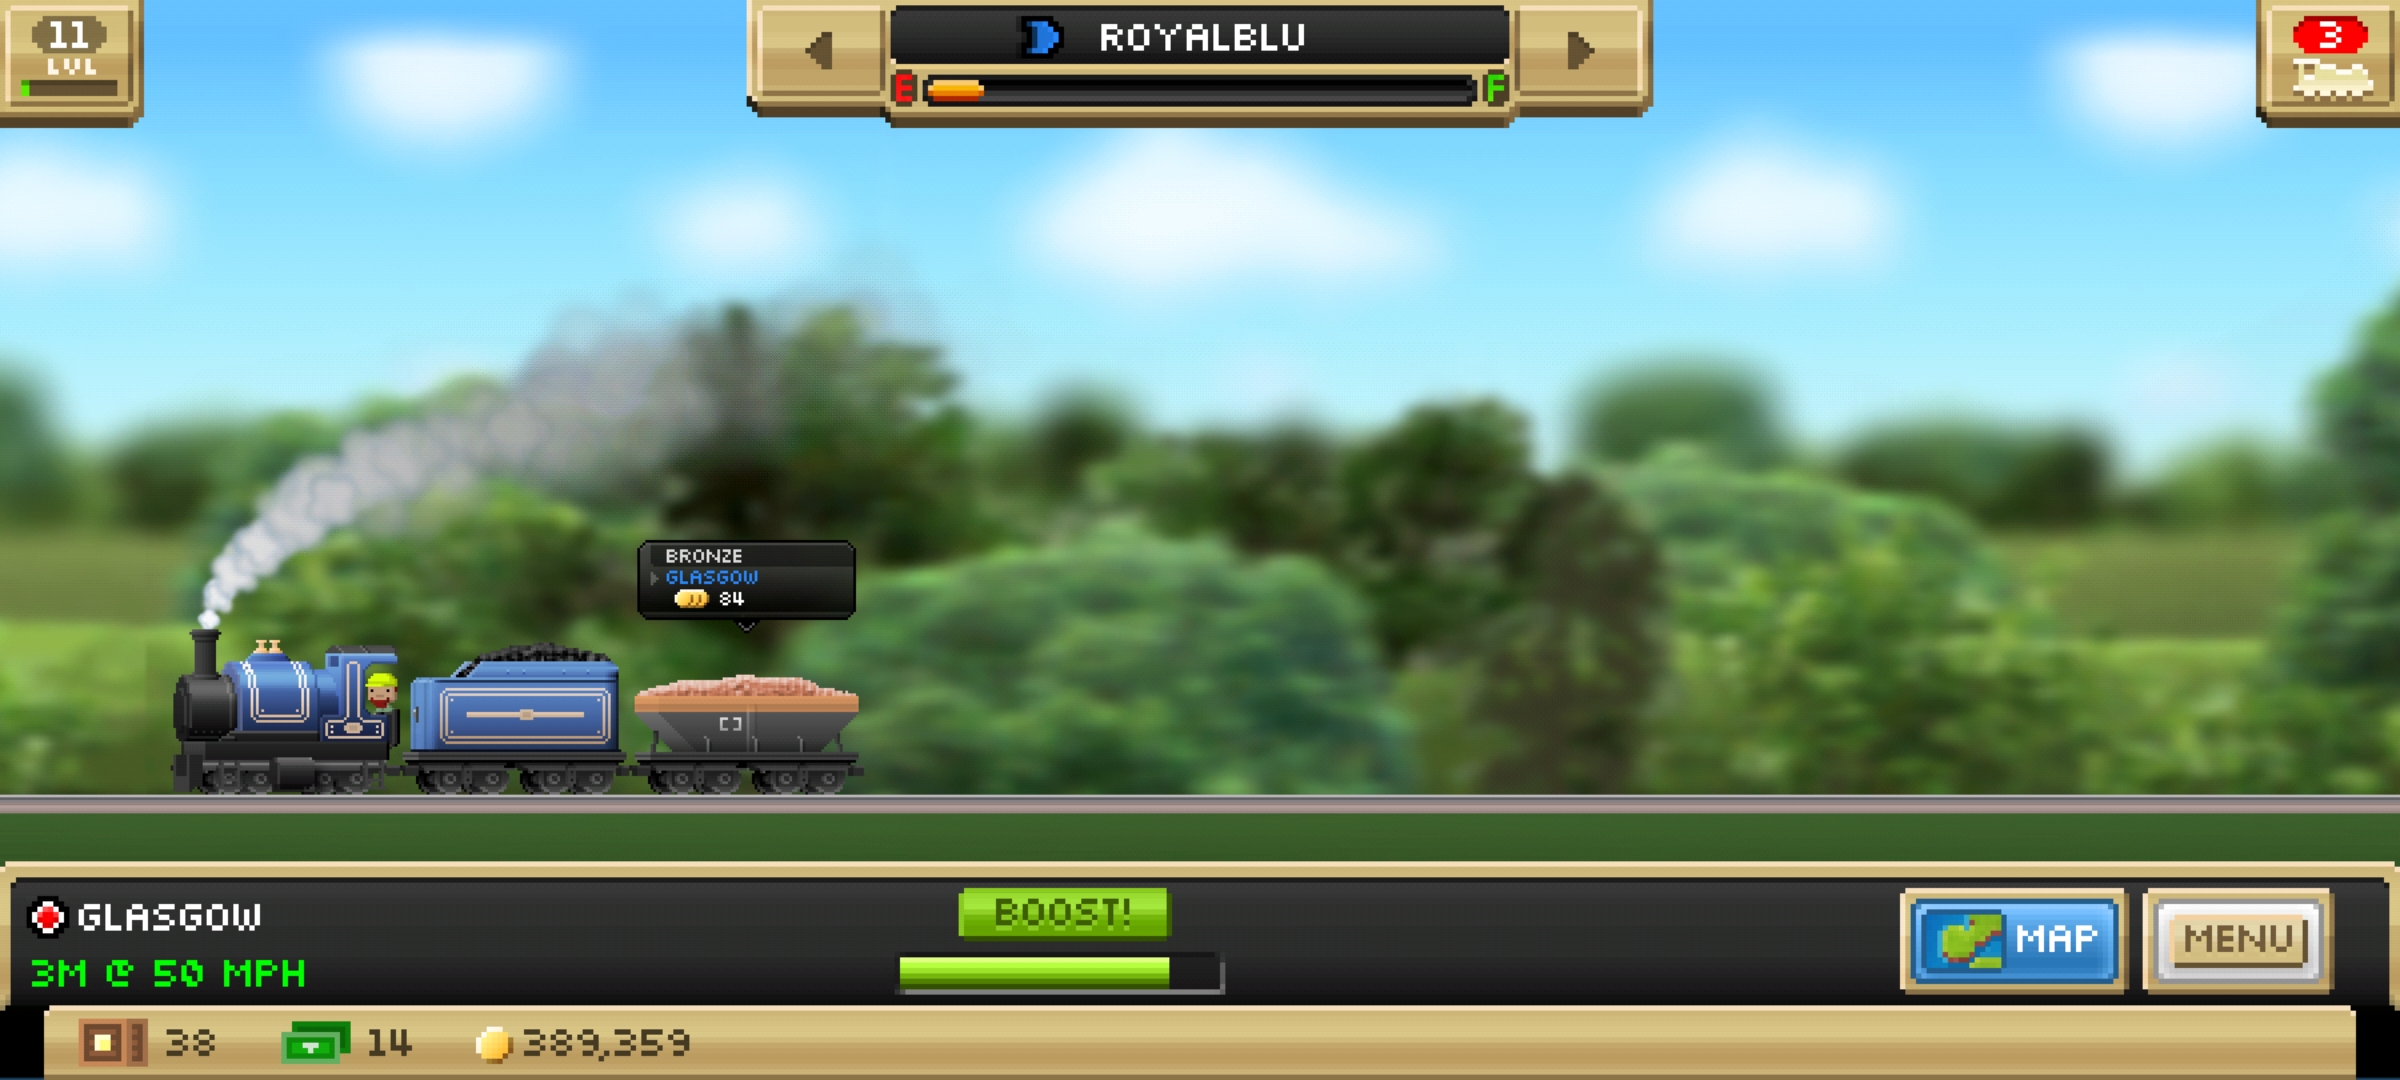 11
LVL
ROYALBLU
E F
3
BRONZE
GLASGOW
84
GLASGOW
3M @ 50 MPH
BOOST!
MAP
MENU
38
14
389,359